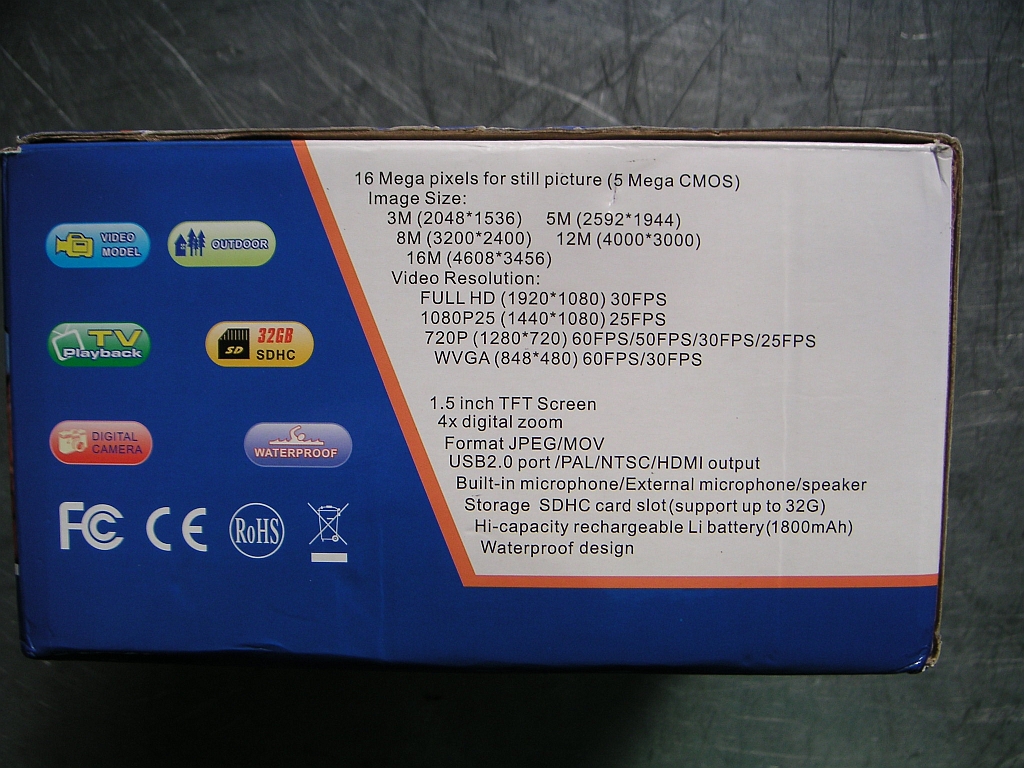 16 Mega pixels for still picture (5 Mega CMOS)
Image Size:
3M (2048*1536) 5M (2592*1944)
8M (3200*2400) 12M (4000*3000)
16M (4608*3456)
Video Resolution:
FULL HD (1920*1080) 30FPS
1080P25 (1440*1080) 25FPS
720P (1280*720) 60FPS/50FPS/30FPS/25FPS
WVGA (848*480) 60FPS/30FPS
1.5 inch TFT Screen
4x digital zoom
Format JPEG/MOV
USB2.0 port /PAL/NTSC/HDMI output
Built-in microphone/External microphone/speaker
Storage SDHC card slot(support up to 32G)
Hi-capacity rechargeable Li battery(1800mAh)
Waterproof design
VIDEO
MODEL
OUTDOOR
TV
Playback
SD
32GB
SDHC
DIGITAL
CAMERA
WATERPROOF
FC CE RoHS